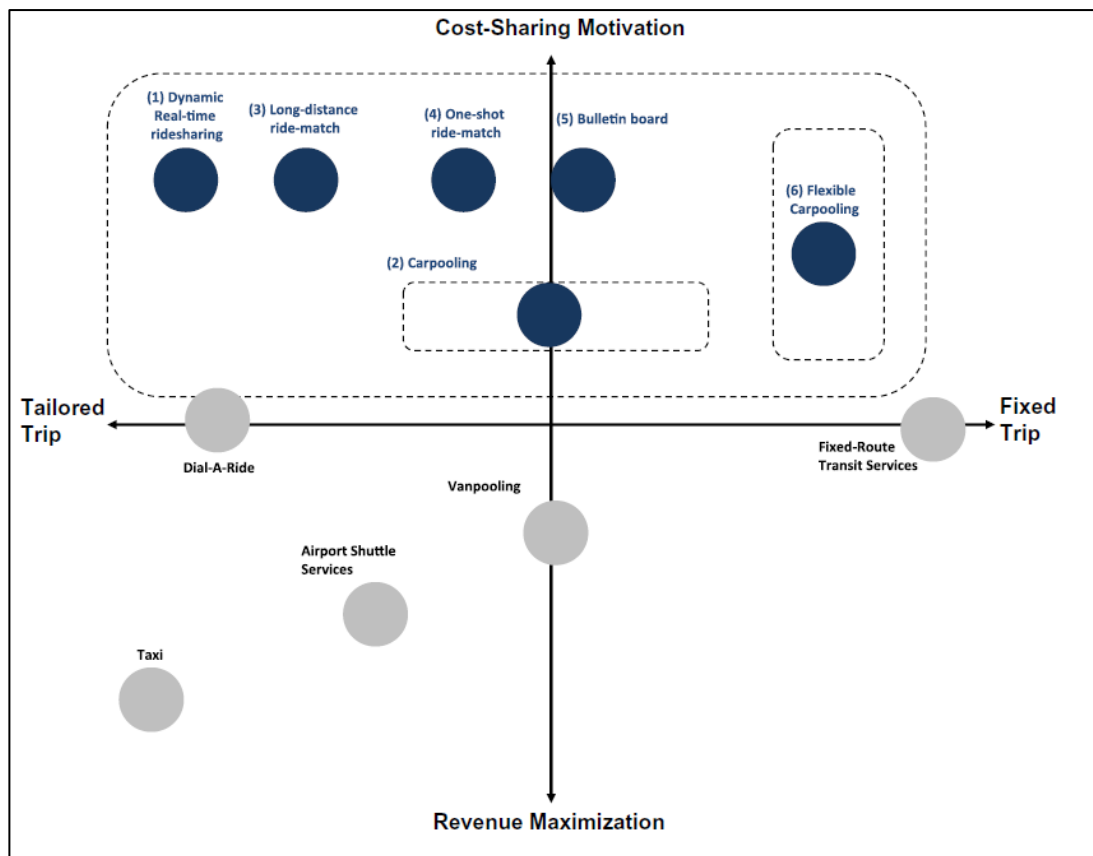 Cost-Sharing Motivation
(1) Dynamic
Real-time
ridesharing
(3) Long-distance
ride-match
(4) One-shot
ride-match
(5) Bulletin board
(6) Flexible
Carpooling
(2) Carpooling
Tailored
Trip
Fixed
Trip
Dial-A-Ride
Fixed-Route
Transit Services
Vanpooling
Airport Shuttle
Services
Taxi
Revenue Maximization